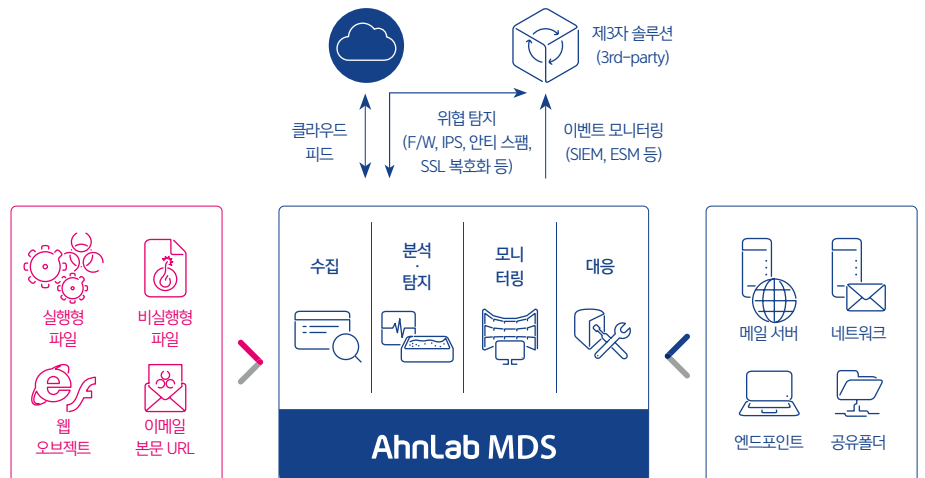 제3자 솔루션
(3rd-party)
클라우드
피드
위협 탐지
(F/W, IPS, 안티 스팸,
SSL 복호화 등)
이벤트 모니터링
(SIEM, ESM 등)
실행형
파일
비실행형
파일
웹
오브젝트
이메일
본문 URL
수집
분석
·
탐지
모니
터링
대응
AhnLab MDS
메일 서버
네트워크
엔드포인트
공유폴더